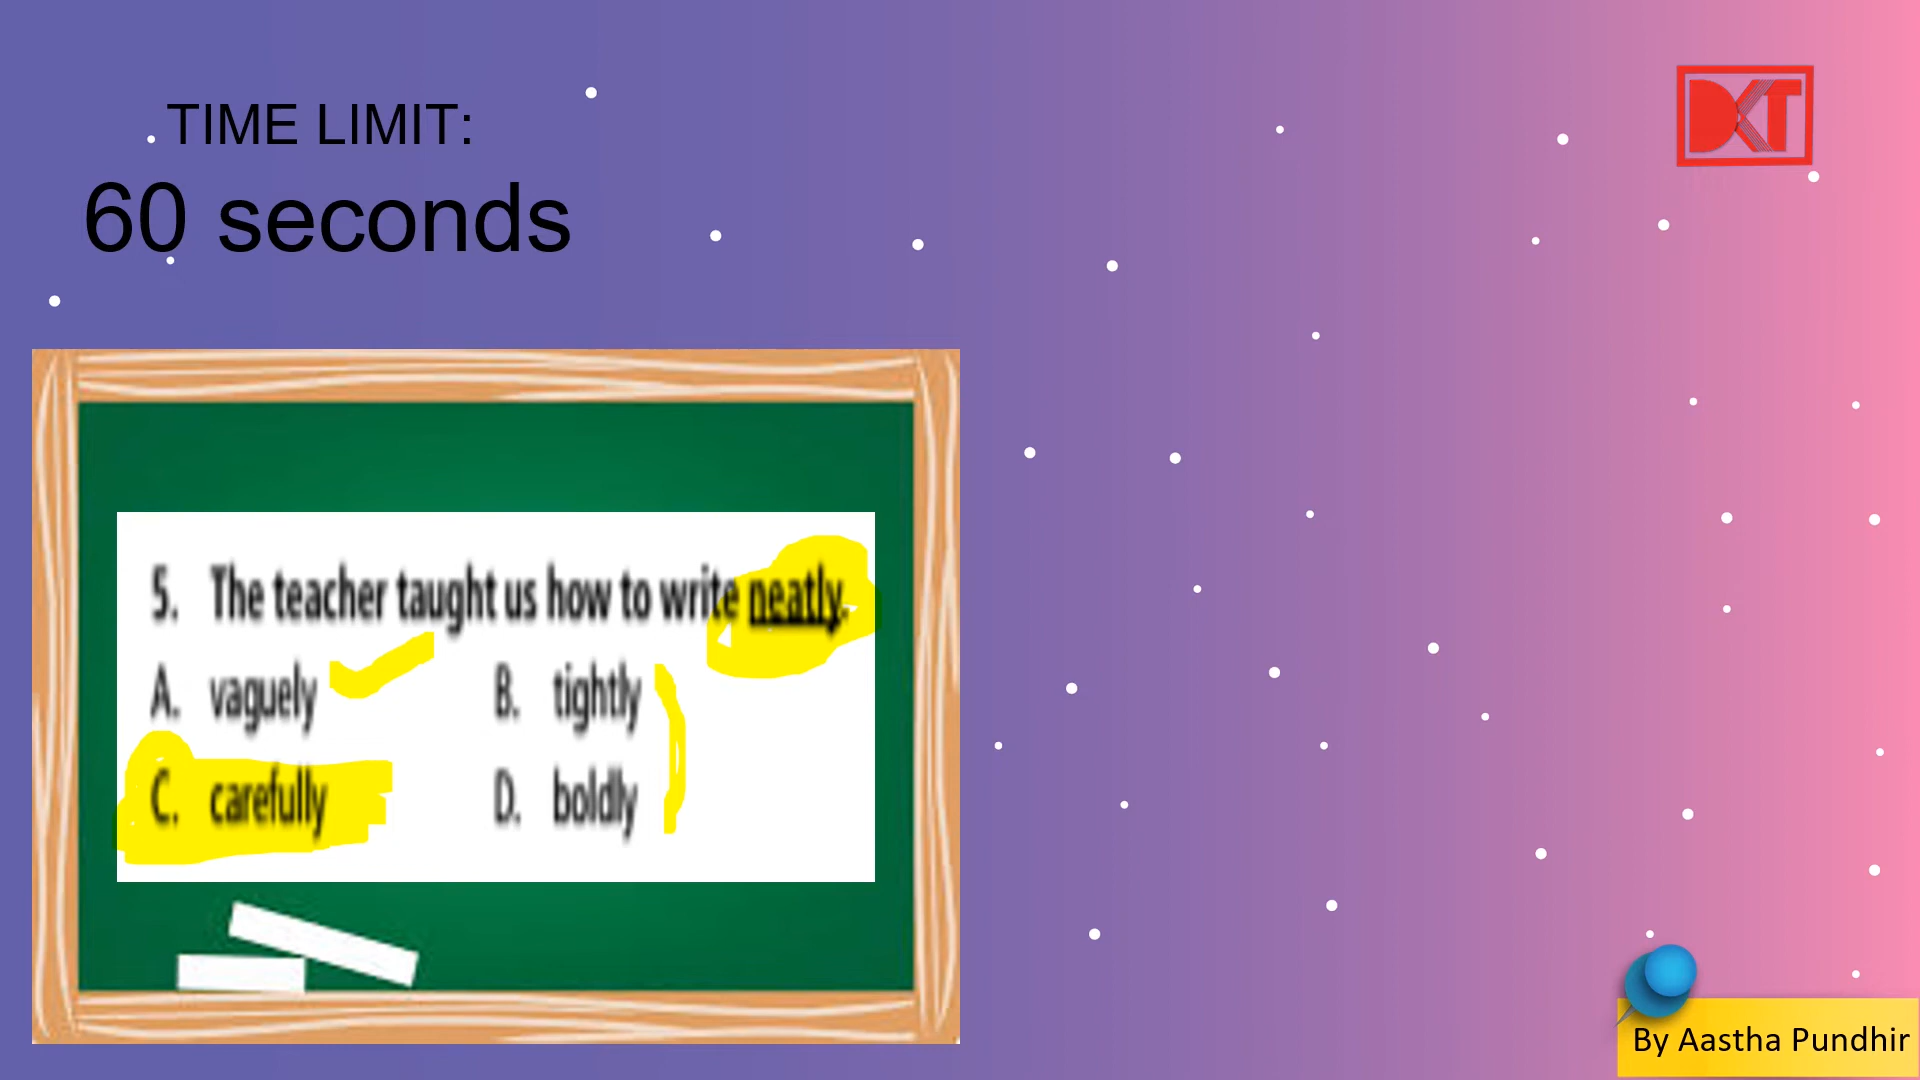 TIME LIMIT:
60 seconds
DKT
5. The teacher taught us how to write neatly.
A. vaguely B. tightly
C. carefully D. boldly
By Aastha Pundhir